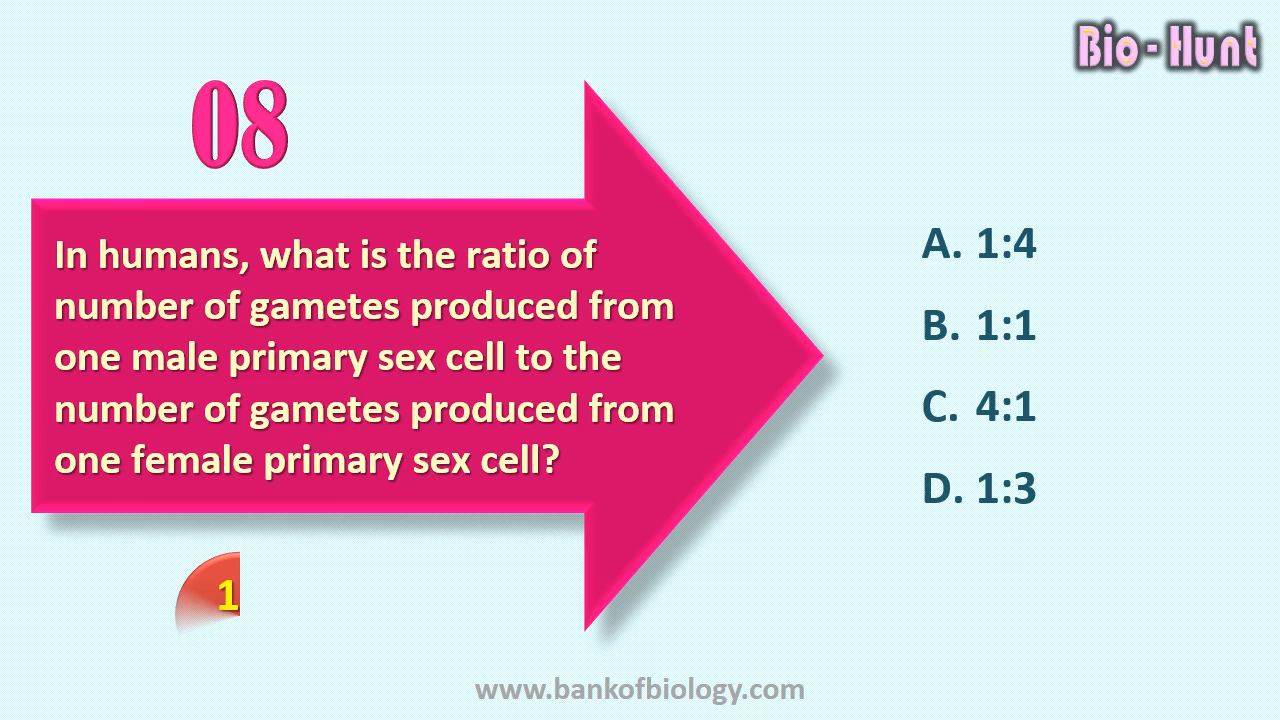 Bio - Hunt
08
In humans, what is the ratio of
number of gametes produced from
one male primary sex cell to the
number of gametes produced from
one female primary sex cell?
A. 1:4
B. 1:1
C. 4:1
D. 1:3
1
www.bankofbiology.com